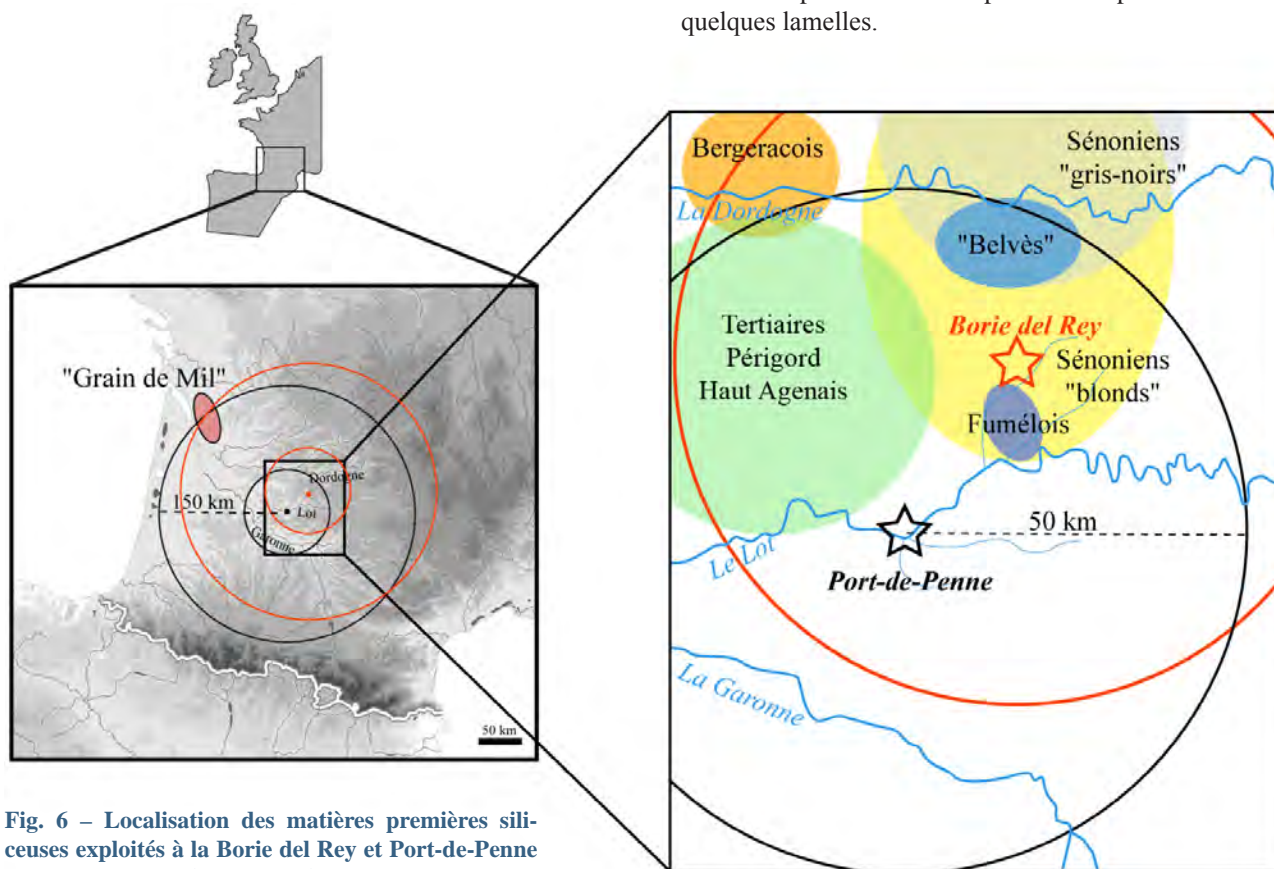 quelques lamelles.
"Grain de Mil"
150 km
Dordogne
Lot
Garonne
50 km
Bergeracois
La Dordogne
Sénoniens
"gris-noirs"
"Belvès"
Tertiaires
Périgord
Haut Agenais
Borie del Rey
Sénoniens
"blonds"
Fumélois
50 km
Le Lot
Port-de-Penne
La Garonne
Fig. 6 – Localisation des matières premières sili-
ceuses exploités à la Borie del Rey et Port-de-Penne